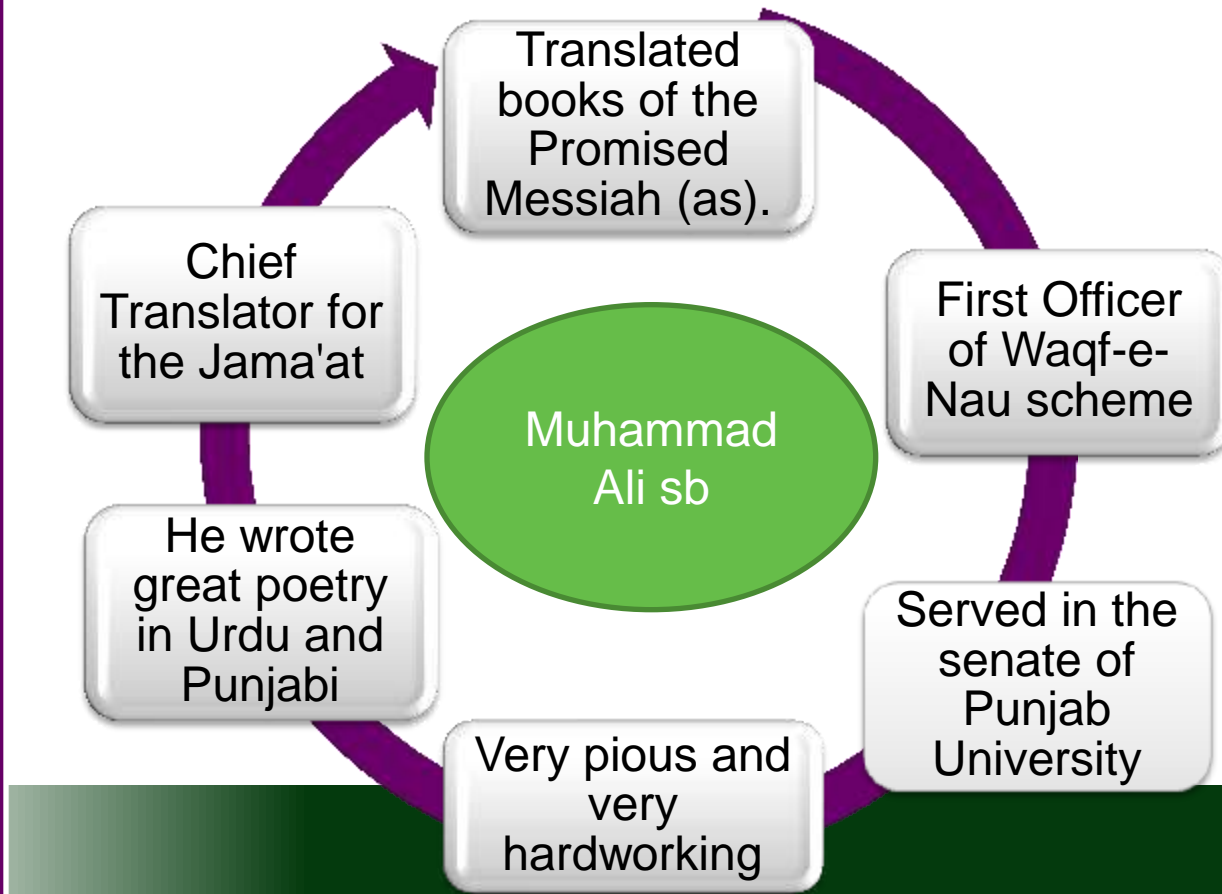 Translated
books of the
Promised
Messiah (as).
First Officer
of Waqf-e-
Nau scheme
Served in the
senate of
Punjab
University
Very pious and
very
hardworking
He wrote
great poetry
in Urdu and
Punjabi
Chief
Translator for
the Jama'at
Muhammad
Ali sb